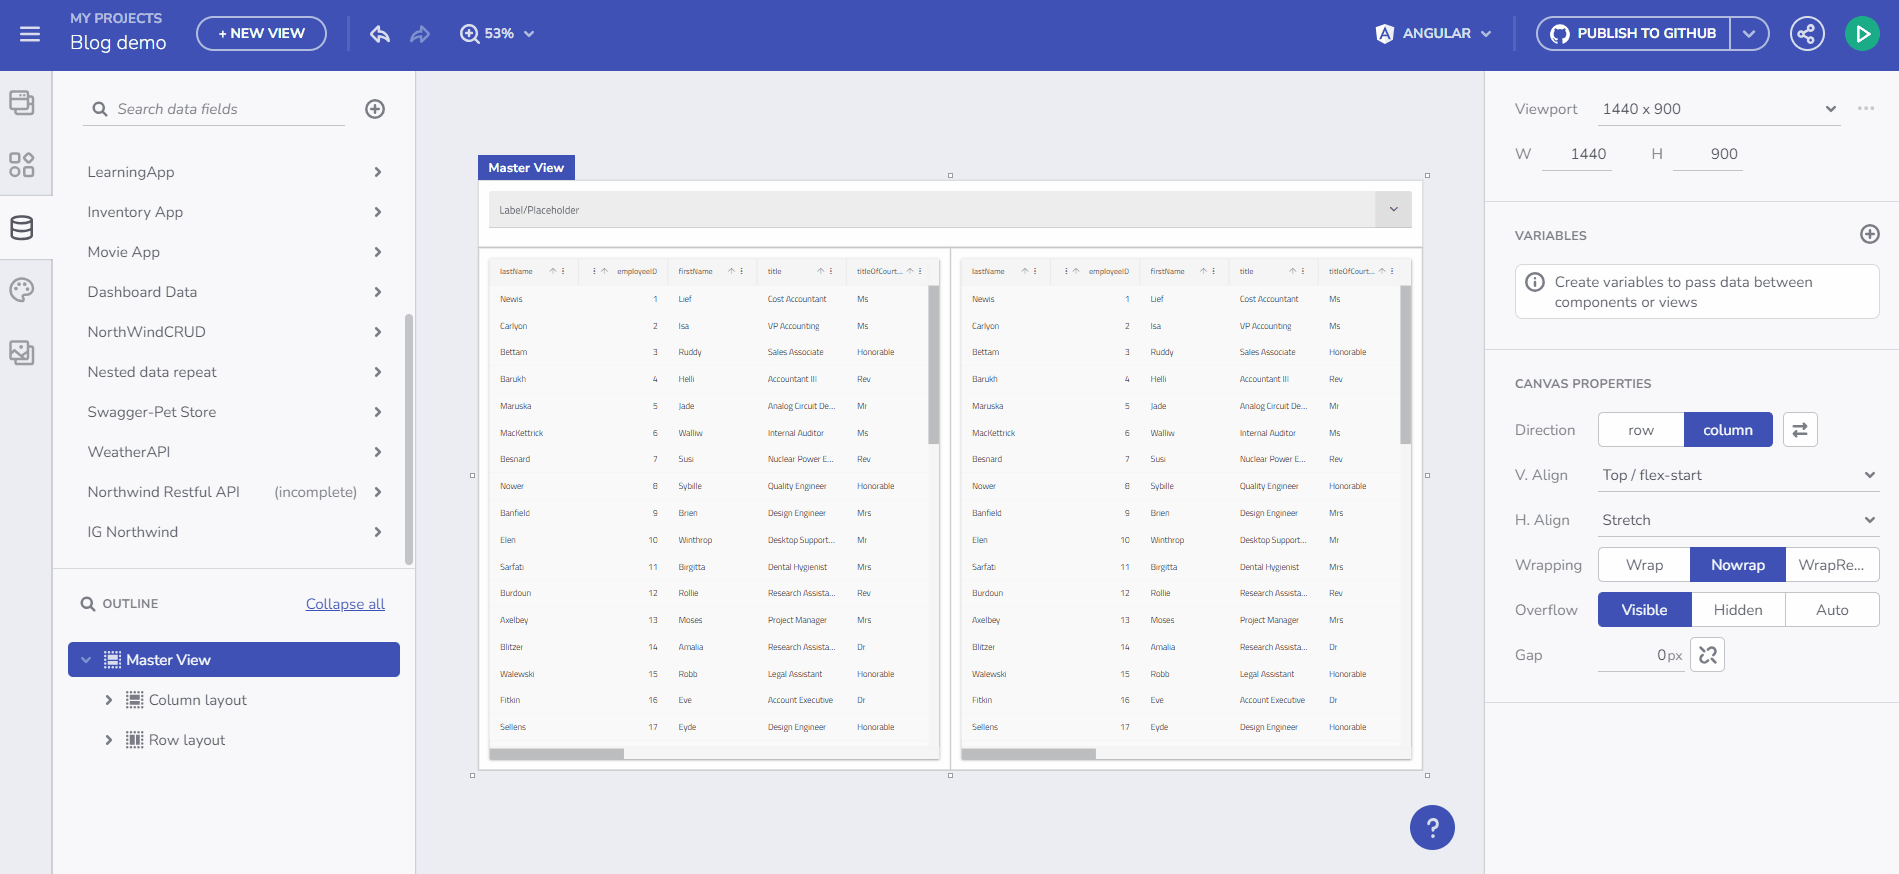 MY PROJECTS
Blog demo
+ NEW VIEW
53%
ANGULAR
PUBLISH TO GITHUB
Search data fields
LearningApp
Inventory App
Movie App
Dashboard Data
NorthWindCRUD
Nested data repeat
Swagger-Pet Store
WeatherAPI
Northwind Restful API (incomplete)
IG Northwind
OUTLINE Collapse all
Master View
Column layout
Row layout
Master View
Label/Placeholder
lastName employeeID firstName title titleOfCourt...
Newis 1 Lief Cost Accountant Ms
Carlyon 2 Isa VP Accounting Ms
Bettam 3 Ruddy Sales Associate Honorable
Barukh 4 Helli Accountant III Rev
Maruska 5 Jade Analog Circuit De... Mr
MacKettrick 6 Walliw Internal Auditor Ms
Besnard 7 Susi Nuclear Power E... Rev
Nower 8 Sybille Quality Engineer Honorable
Banfield 9 Brien Design Engineer Mrs
Elen 10 Winthrop Desktop Support... Mr
Sarfati 11 Birgitta Dental Hygienist Mrs
Burdoun 12 Rollie Research Assista... Rev
Axelbey 13 Moses Project Manager Mrs
Blitzer 14 Amalia Research Assista... Dr
Walewski 15 Robb Legal Assistant Honorable
Fitkin 16 Eve Account Executive Dr
Sellens 17 Eyde Design Engineer Honorable
lastName employeeID firstName title titleOfCourt...
Newis 1 Lief Cost Accountant Ms
Carlyon 2 Isa VP Accounting Ms
Bettam 3 Ruddy Sales Associate Honorable
Barukh 4 Helli Accountant III Rev
Maruska 5 Jade Analog Circuit De... Mr
MacKettrick 6 Walliw Internal Auditor Ms
Besnard 7 Susi Nuclear Power E... Rev
Nower 8 Sybille Quality Engineer Honorable
Banfield 9 Brien Design Engineer Mrs
Elen 10 Winthrop Desktop Support... Mr
Sarfati 11 Birgitta Dental Hygienist Mrs
Burdoun 12 Rollie Research Assista... Rev
Axelbey 13 Moses Project Manager Mrs
Blitzer 14 Amalia Research Assista... Dr
Walewski 15 Robb Legal Assistant Honorable
Fitkin 16 Eve Account Executive Dr
Sellens 17 Eyde Design Engineer Honorable
?
Viewport 1440 x 900
W 1440 H 900
VARIABLES
Create variables to pass data between
components or views
CANVAS PROPERTIES
Direction row column
V. Align Top / flex-start
H. Align Stretch
Wrapping Wrap Nowrap WrapRe...
Overflow Visible Hidden Auto
Gap 0px